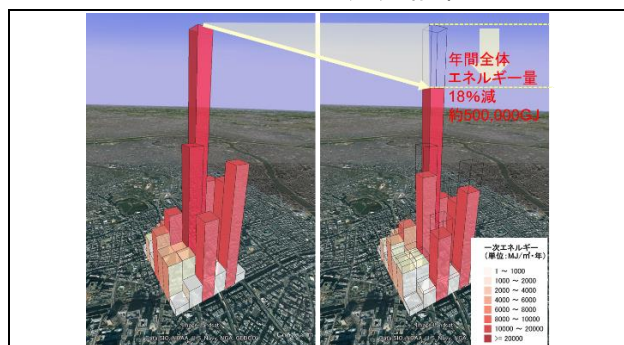 年間全体
エネルギー量
18%減
約500,000GJ
一次エネルギー
(単位:MJ/㎡・年)
1 ～ 1000
1000 ～ 2000
2000 ～ 4000
4000 ～ 6000
6000 ～ 8000
8000 ～ 10000
10000 ～ 20000
>= 20000